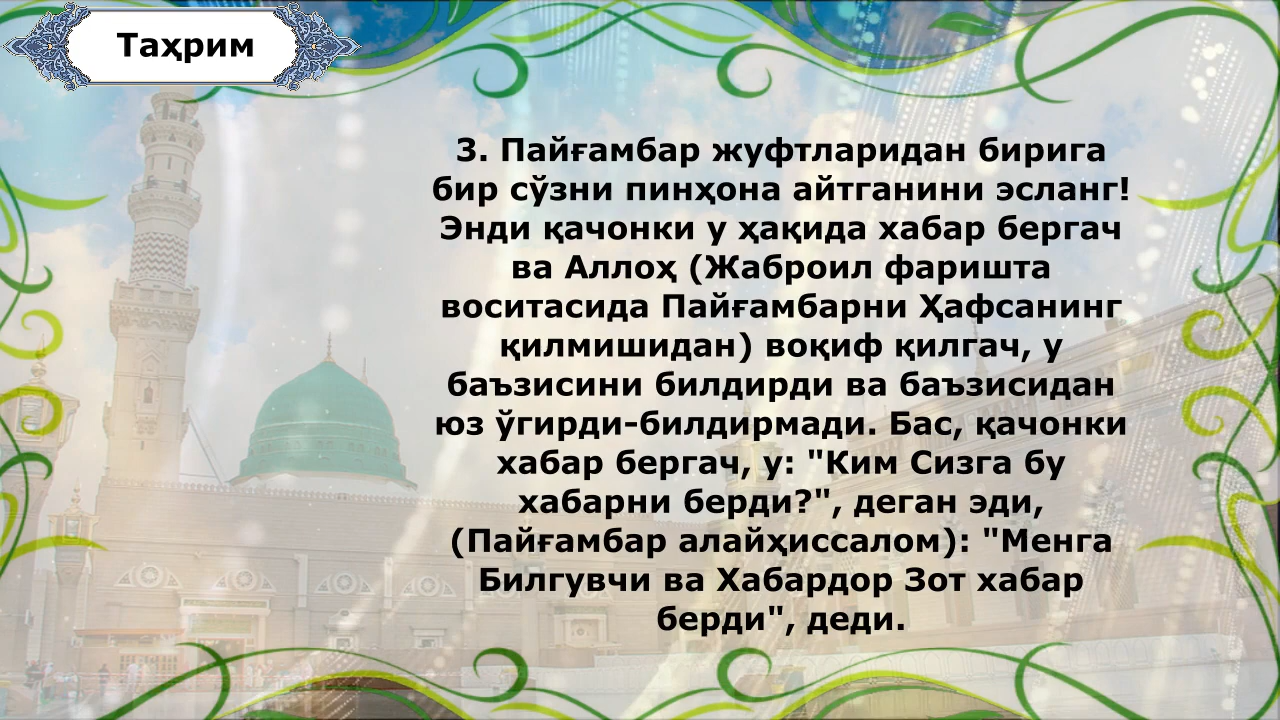 Таҳрим
3. Пайғамбар жуфтларидан бирига
бир сўзни пинҳона айтганини эсланг!
Энди қачонки у ҳақида хабар бергач
ва Аллоҳ (Жаброил фаришта
воситасида Пайғамбарни Ҳафсанинг
қилмишидан) воқиф қилгач, у
баъзисини билдирди ва баъзисидан
юз ўгирди-билдирмади. Бас, қачонки
хабар бергач, у: "Ким Сизга бу
хабарни берди?", деган эди,
(Пайғамбар алайҳиссалом): "Менга
Билгувчи ва Хабардор Зот хабар
берди", деди.